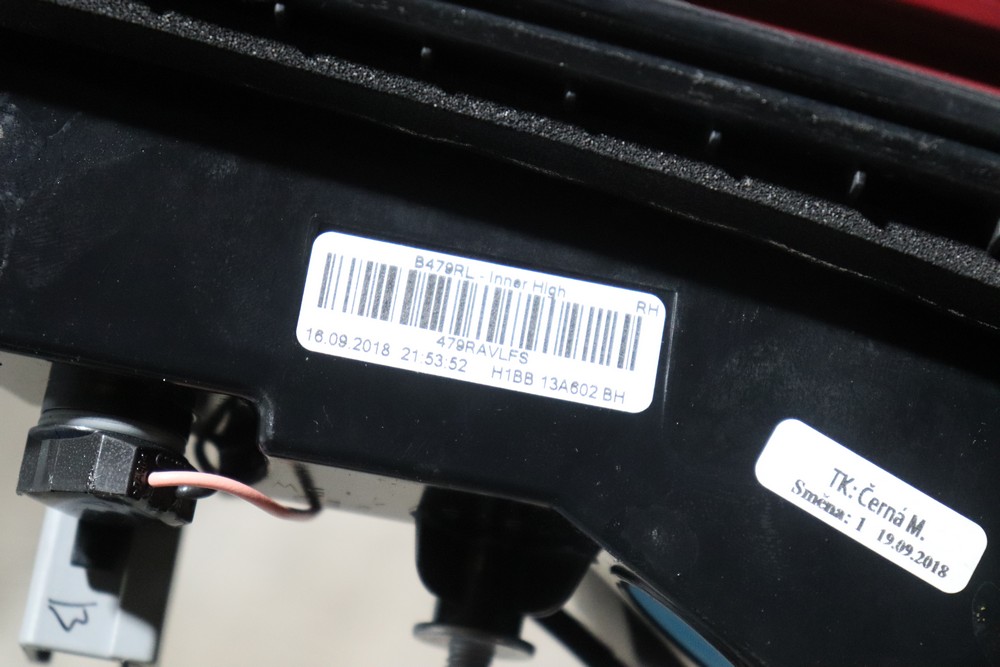 B479RL - Inner High
RH
479RAVLFS
16.09.2018 21:53:52 H1BB 13A602 BH
TK: Černá M.
Směna: 1 19.09.2018